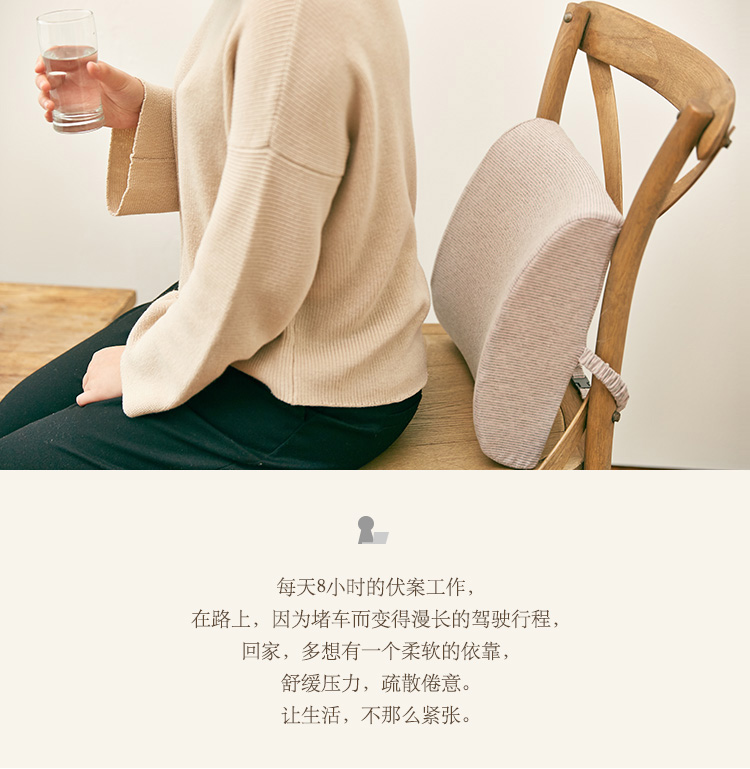 每天8小时的伏案工作，
在路上，因为堵车而变得漫长的驾驶行程，
回家，多想有一个柔软的依靠，
舒缓压力，疏散倦意。
让生活，不那么紧张。